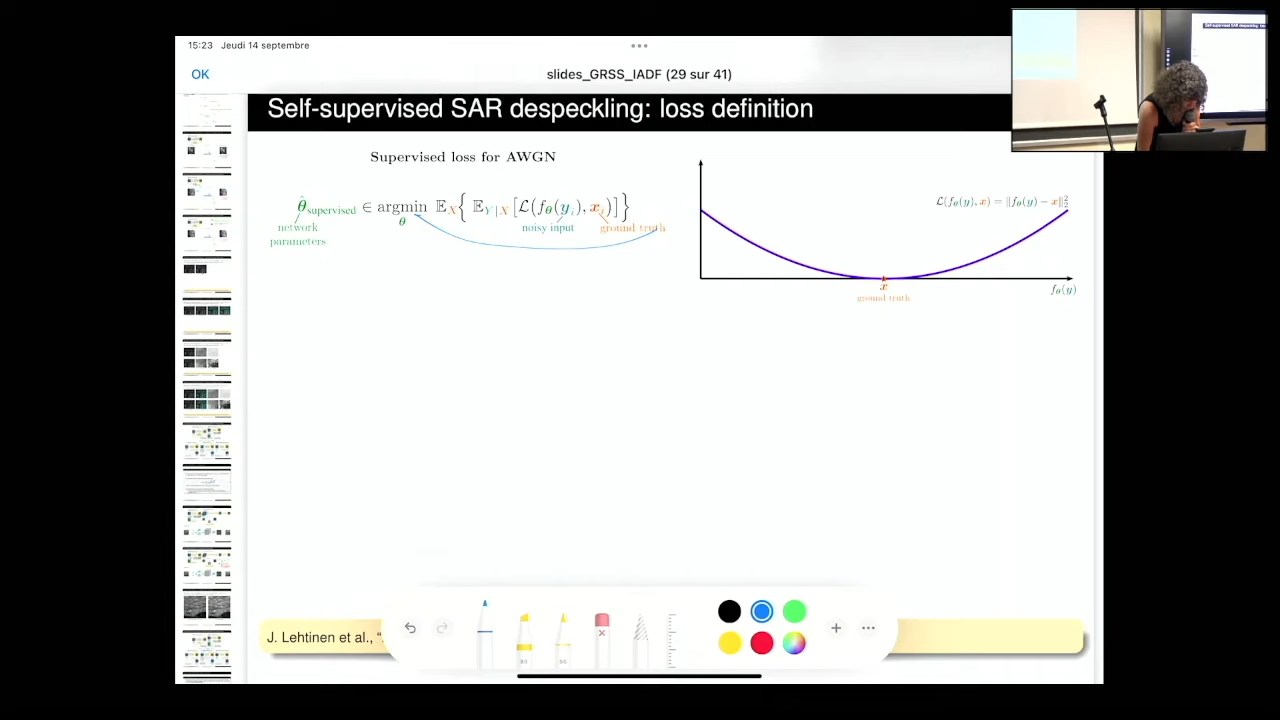 15:23 Jeudi 14 septembre
OK
slides_GRSS_IADF (29 sur 41)
Self-supervised SAR despeckling: loss definition
Supervised loss for AWGN
θ̂supervised ∈ argmin 𝔼X{ 𝔼Y|X [ℒ(fθ(yᵢ), xᵢ)] }
θ
network
parameters
noisy input
ground truth
ℒ(fθ(y), x) = ‖fθ(y) − x‖₂²
x
ground truth
fθ(y)
J. Lehtinen et al., "